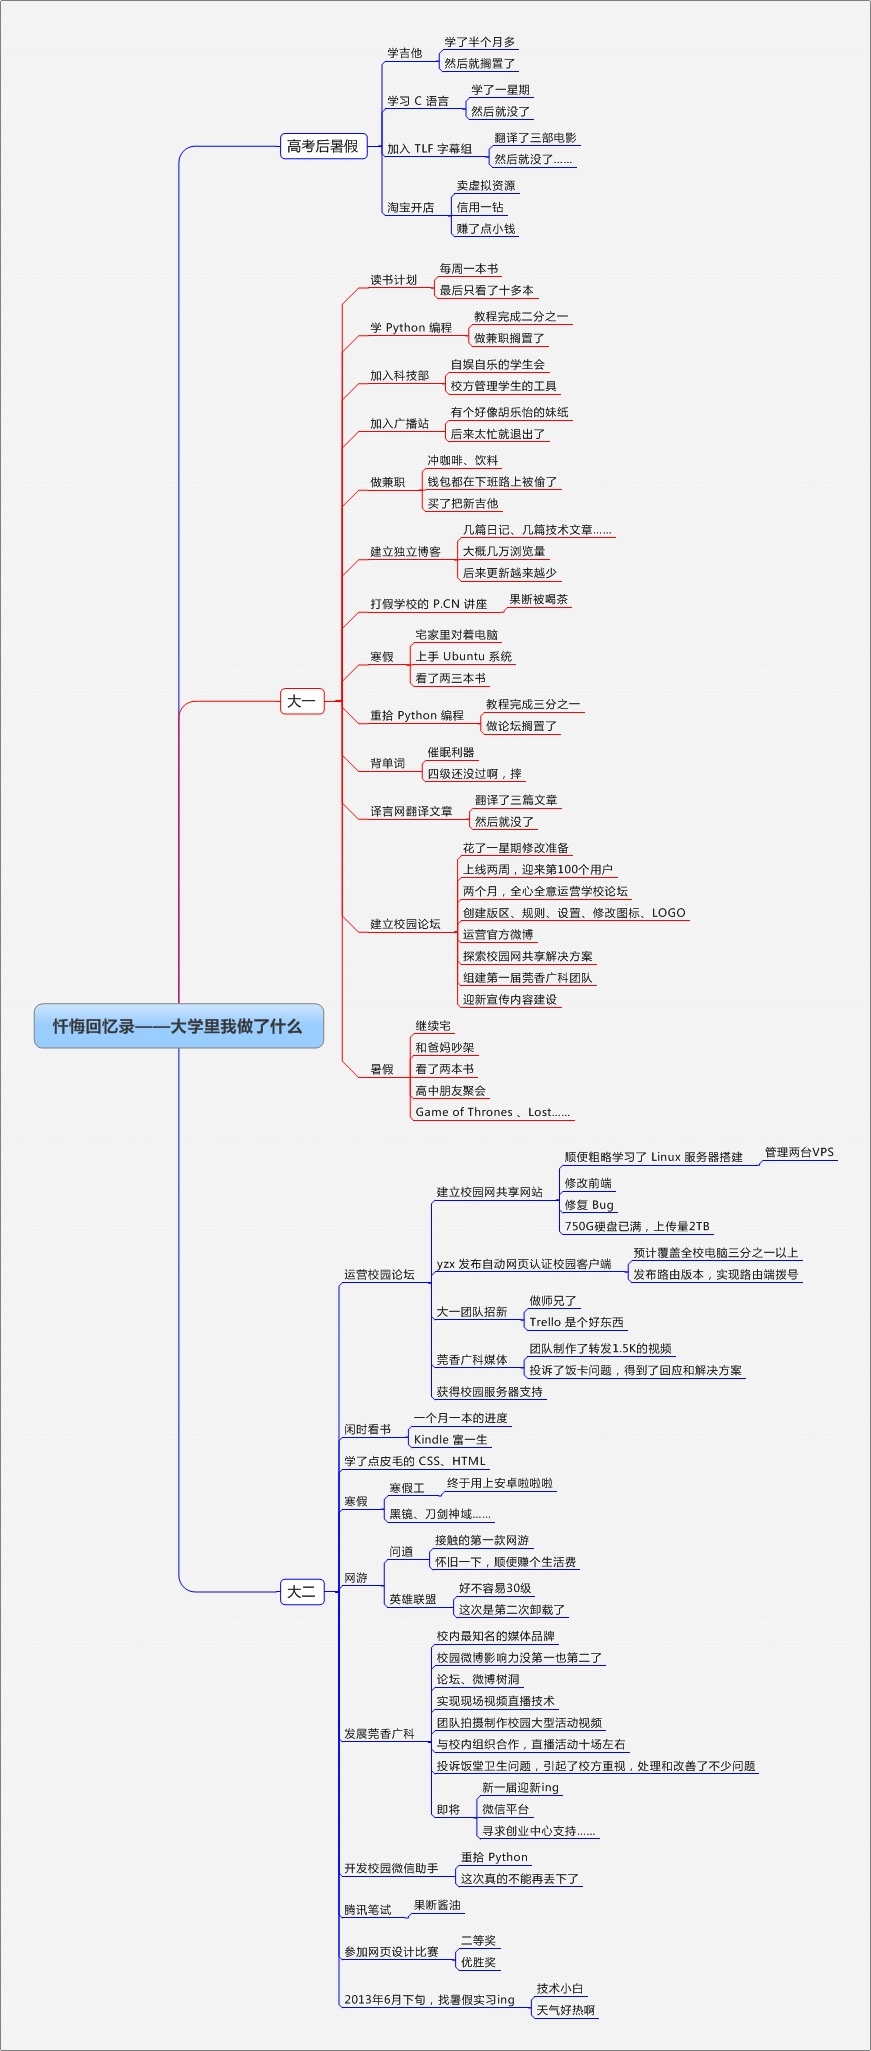 忏悔回忆录——大学里我做了什么
高考后暑假
学吉他
学了半个月多
然后就搁置了
学习 C 语言
学了一星期
然后就没了
加入 TLF 字幕组
翻译了三部电影
然后就没了……
淘宝开店
卖虚拟资源
信用一钻
赚了点小钱
大一
读书计划
每周一本书
最后只看了十多本
学 Python 编程
教程完成二分之一
做兼职搁置了
加入科技部
自娱自乐的学生会
校方管理学生的工具
加入广播站
有个好像胡乐怡的妹纸
后来太忙就退出了
做兼职
冲咖啡、饮料
钱包都在下班路上被偷了
买了把新吉他
建立独立博客
几篇日记、几篇技术文章……
大概几万浏览量
后来更新越来越少
打假学校的 P.CN 讲座
果断被喝茶
寒假
宅家里对着电脑
上手 Ubuntu 系统
看了两三本书
重拾 Python 编程
教程完成三分之一
做论坛搁置了
背单词
催眠利器
四级还没过啊，摔
译言网翻译文章
翻译了三篇文章
然后就没了
建立校园论坛
花了一星期修改准备
上线两周，迎来第100个用户
两个月，全心全意运营学校论坛
创建版区、规则、设置、修改图标、LOGO
运营官方微博
探索校园网共享解决方案
组建第一届莞香广科团队
迎新宣传内容建设
暑假
继续宅
和爸妈吵架
看了两本书
高中朋友聚会
Game of Thrones 、Lost……
大二
运营校园论坛
建立校园网共享网站
顺便粗略学习了 Linux 服务器搭建
管理两台VPS
修改前端
修复 Bug
750G硬盘已满，上传量2TB
yzx 发布自动网页认证校园客户端
预计覆盖全校电脑三分之一以上
发布路由版本，实现路由端拨号
大一团队招新
做师兄了
Trello 是个好东西
莞香广科媒体
团队制作了转发1.5K的视频
投诉了饭卡问题，得到了回应和解决方案
获得校园服务器支持
闲时看书
一个月一本的进度
Kindle 富一生
学了点皮毛的 CSS、HTML
寒假
寒假工
终于用上安卓啦啦啦
黑镜、刀剑神域……
网游
问道
接触的第一款网游
怀旧一下，顺便赚个生活费
英雄联盟
好不容易30级
这次是第二次卸载了
发展莞香广科
校内最知名的媒体品牌
校园微博影响力没第一也第二了
论坛、微博树洞
实现现场视频直播技术
团队拍摄制作校园大型活动视频
与校内组织合作，直播活动十场左右
投诉饭堂卫生问题，引起了校方重视，处理和改善了不少问题
即将
新一届迎新ing
微信平台
寻求创业中心支持……
开发校园微信助手
重拾 Python
这次真的不能再丢下了
腾讯笔试
果断酱油
参加网页设计比赛
二等奖
优胜奖
2013年6月下旬，找暑假实习ing
技术小白
天气好热啊